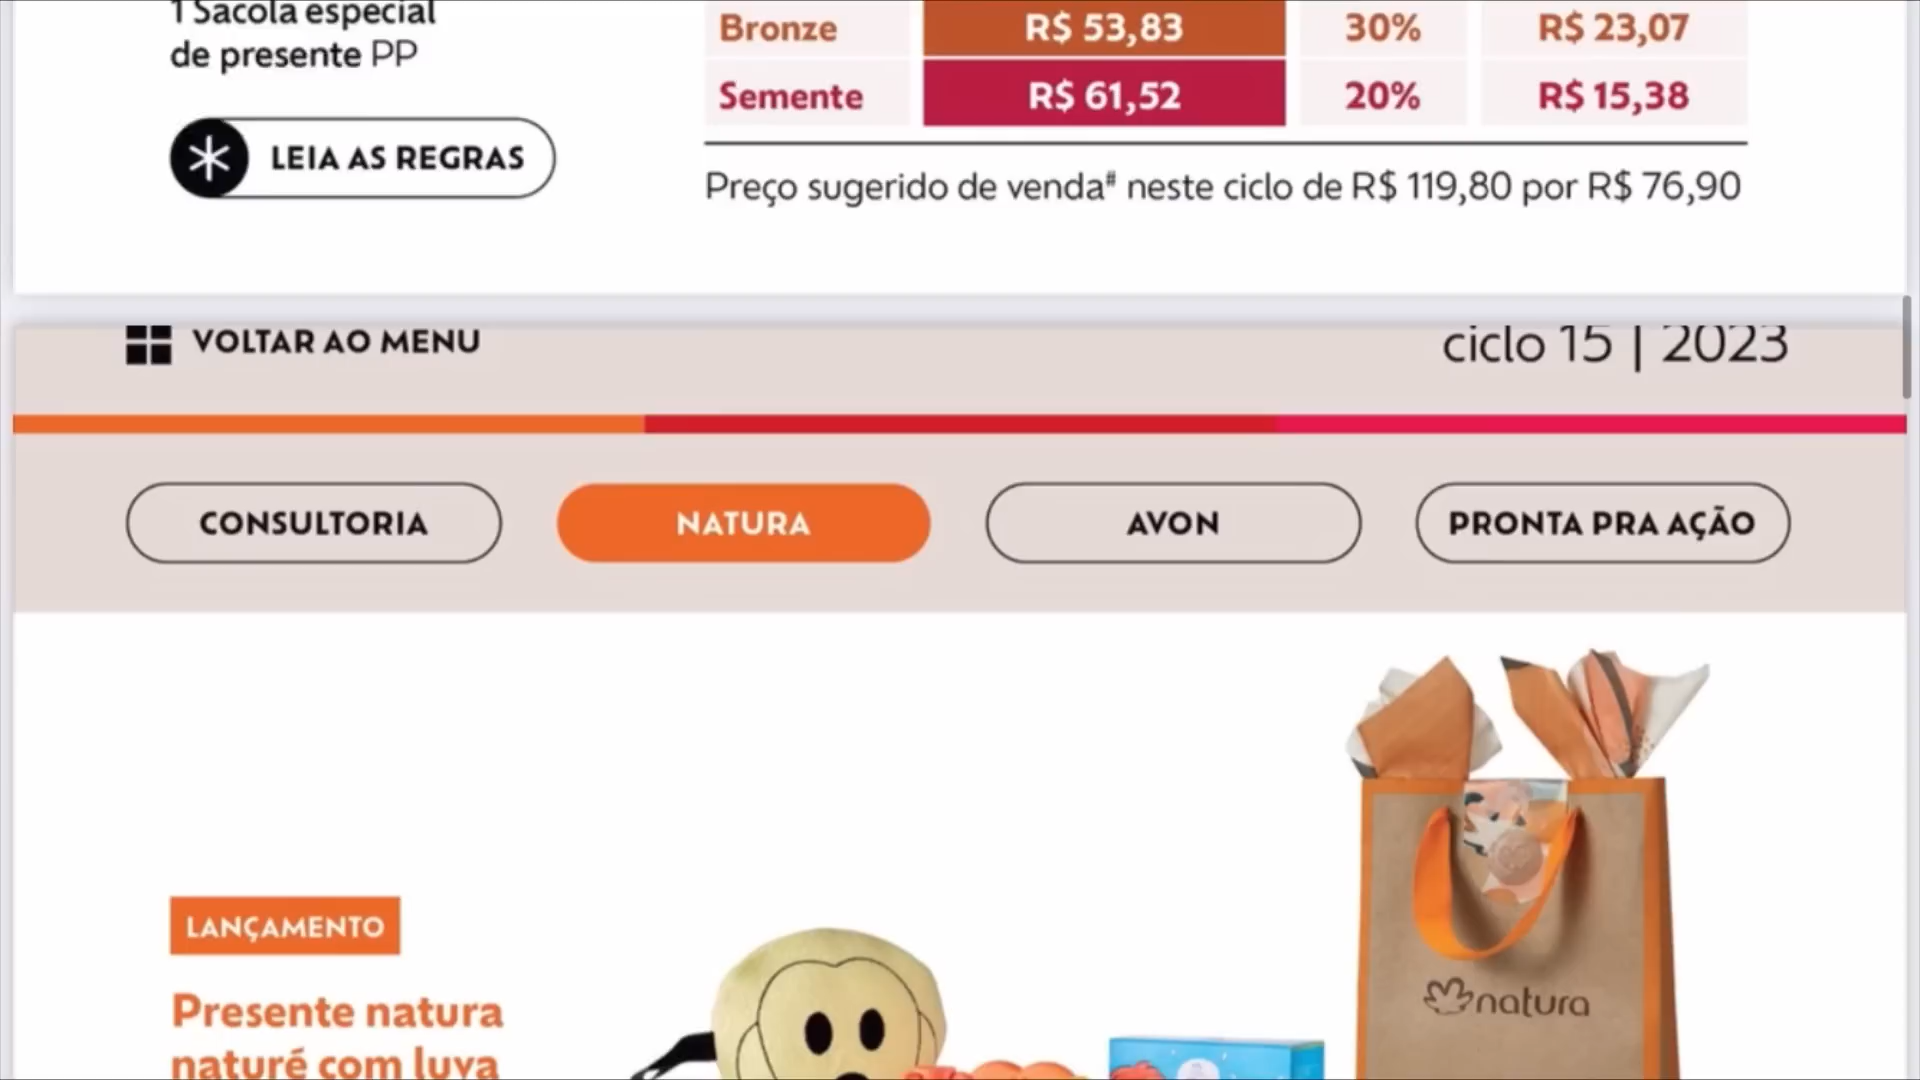 1 Sacola especial
de presente PP
LEIA AS REGRAS
Bronze R$ 53,83 30% R$ 23,07
Semente R$ 61,52 20% R$ 15,38
Preço sugerido de venda# neste ciclo de R$ 119,80 por R$ 76,90
VOLTAR AO MENU
ciclo 15 | 2023
CONSULTORIA NATURA AVON PRONTA PRA AÇÃO
LANÇAMENTO
Presente natura
naturé com luva
natura